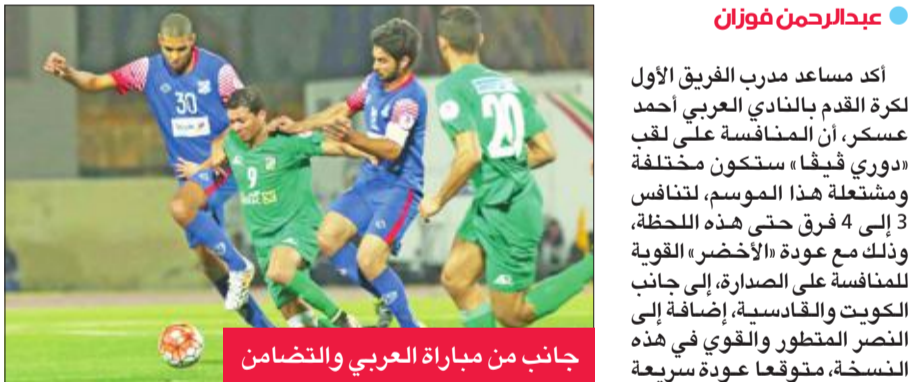 عبدالرحمن فوزان
أكد مساعد مدرب الفريق الأول
لكرة القدم بالنادي العربي أحمد
عسكر، أن المنافسة على لقب
«دوري ڤيڤا» ستكون مختلفة
ومشتعلة هذا الموسم، لتنافس
3 إلى 4 فرق حتى هذه اللحظة،
وذلك مع عودة «الأخضر» القوية
للمنافسة على الصدارة، إلى جانب
الكويت والقادسية، إضافة إلى
النصر المتطور والقوي في هذه
النسخة، متوقعا عودة سريعة
30
9
20
جانب من مباراة العربي والتضامن